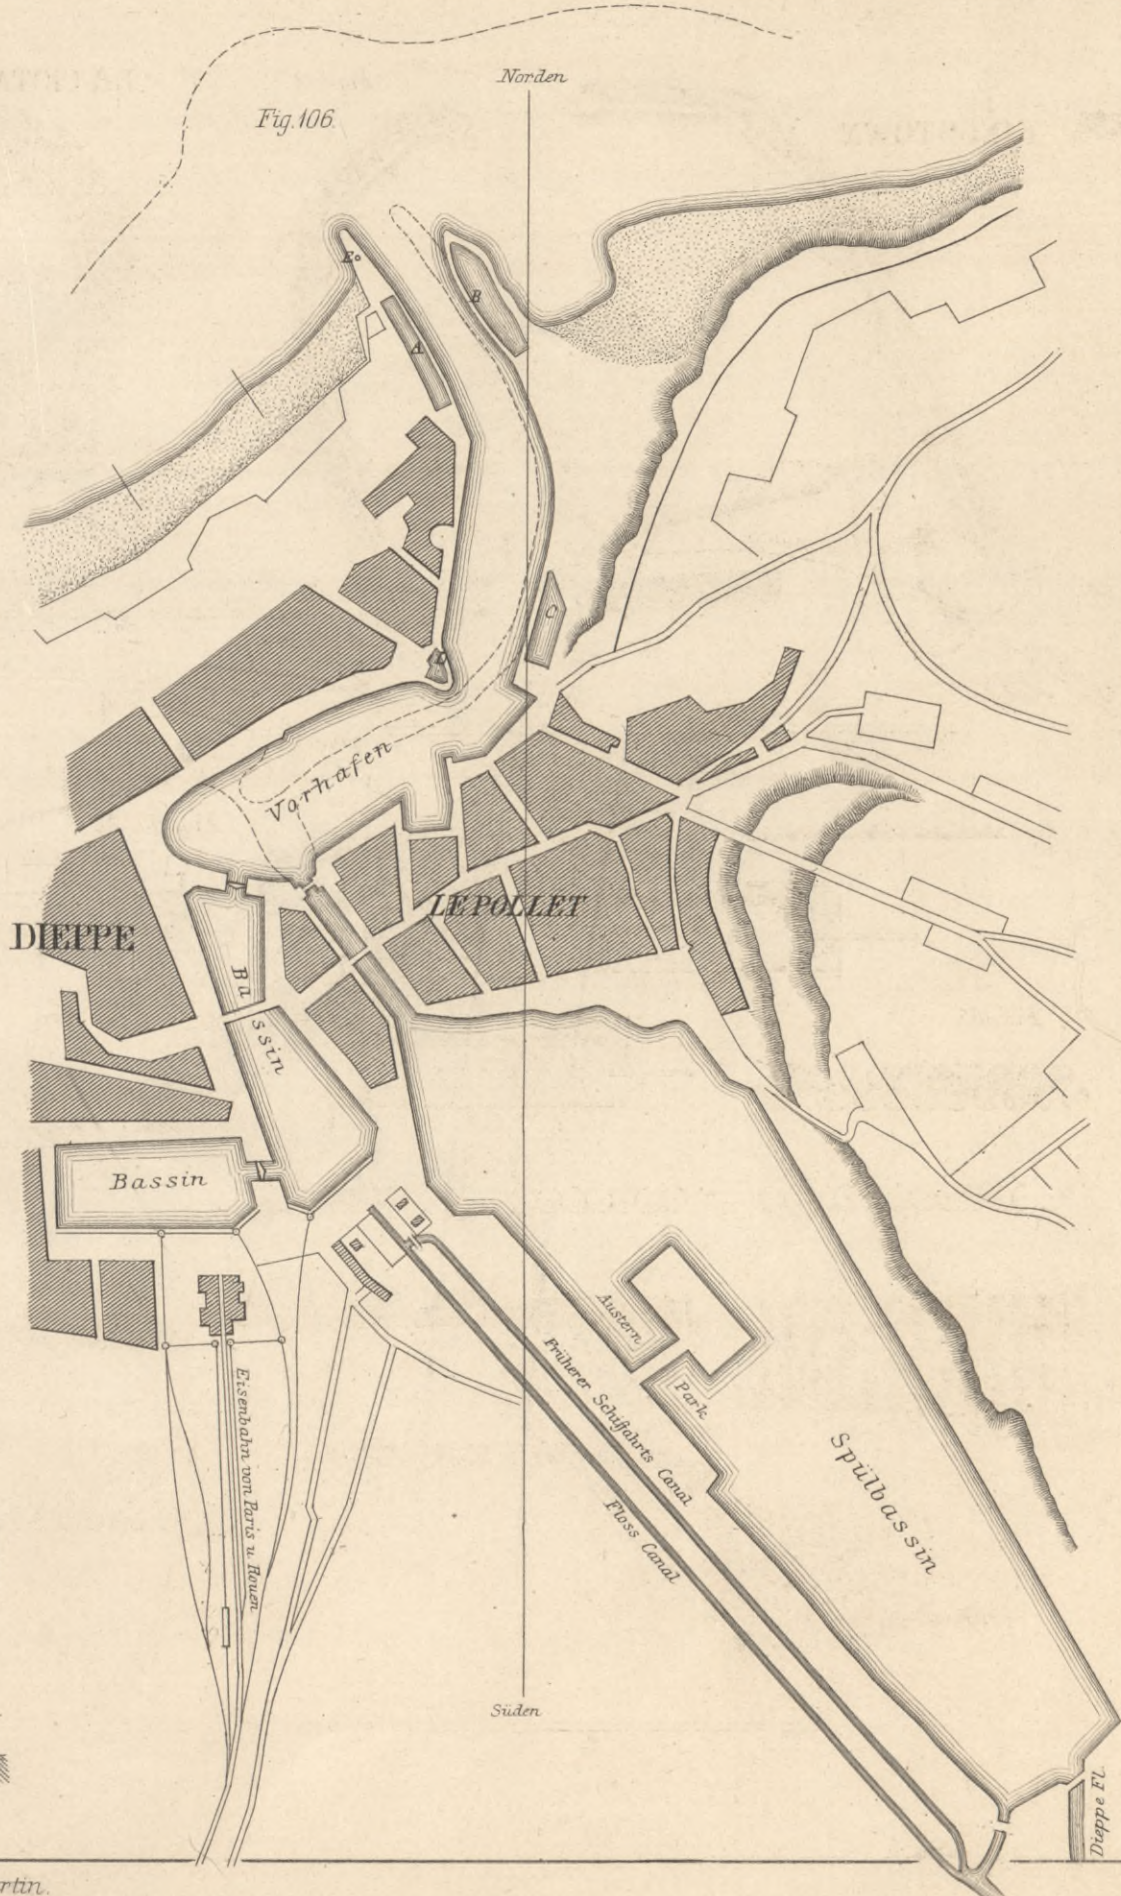 Norden
Fig. 106.
E
B
A
C
D
Vorhafen
LE POLLET
DIEPPE
Bassin
Bassin
Austern
Park
Früherer Schiffahrts Canal
Floss Canal
Eisenbahn von Paris u. Rouen
Spülbassin
Süden
Dieppe Fl.
rtin.